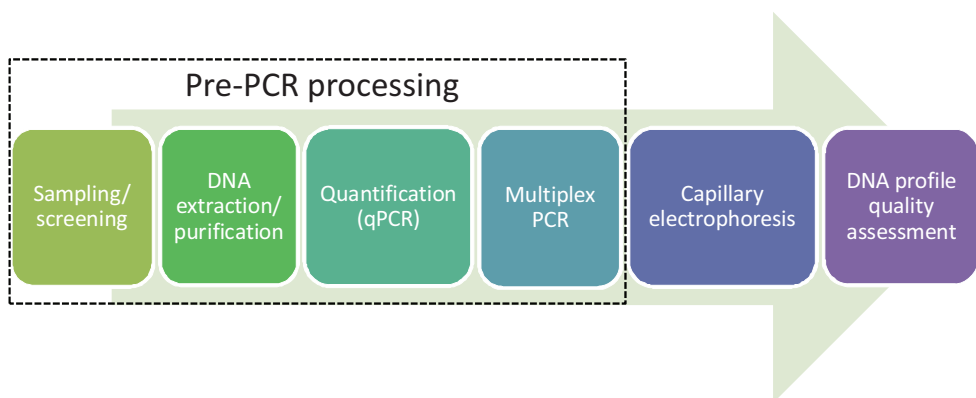 Pre-PCR processing
Sampling/
screening
DNA
extraction/
purification
Quantification
(qPCR)
Multiplex
PCR
Capillary
electrophoresis
DNA profile
quality
assessment